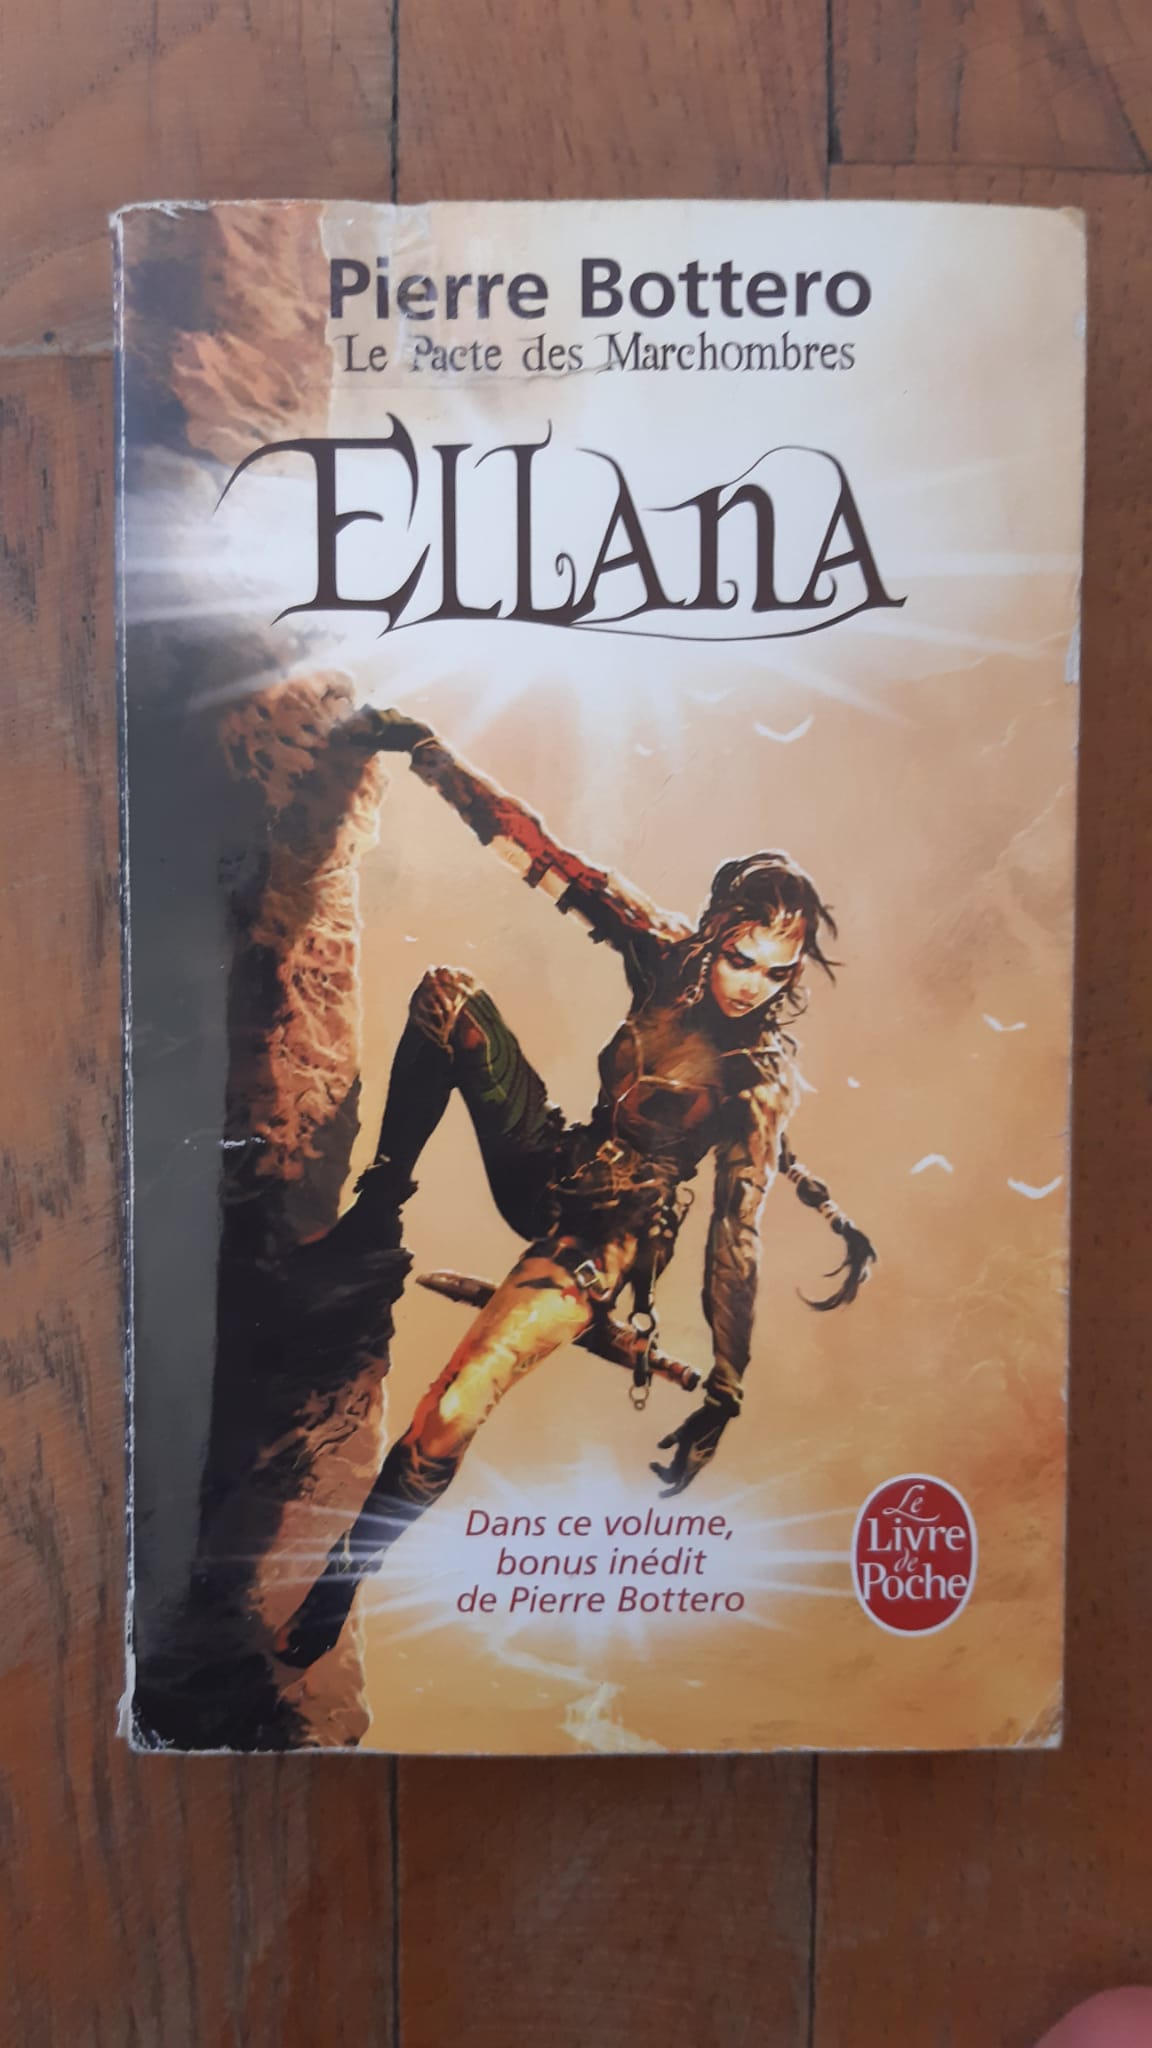 Pierre Bottero
Le Pacte des Marchombres
Ellana
Dans ce volume,
bonus inédit
de Pierre Bottero
Le
Livre
de
Poche